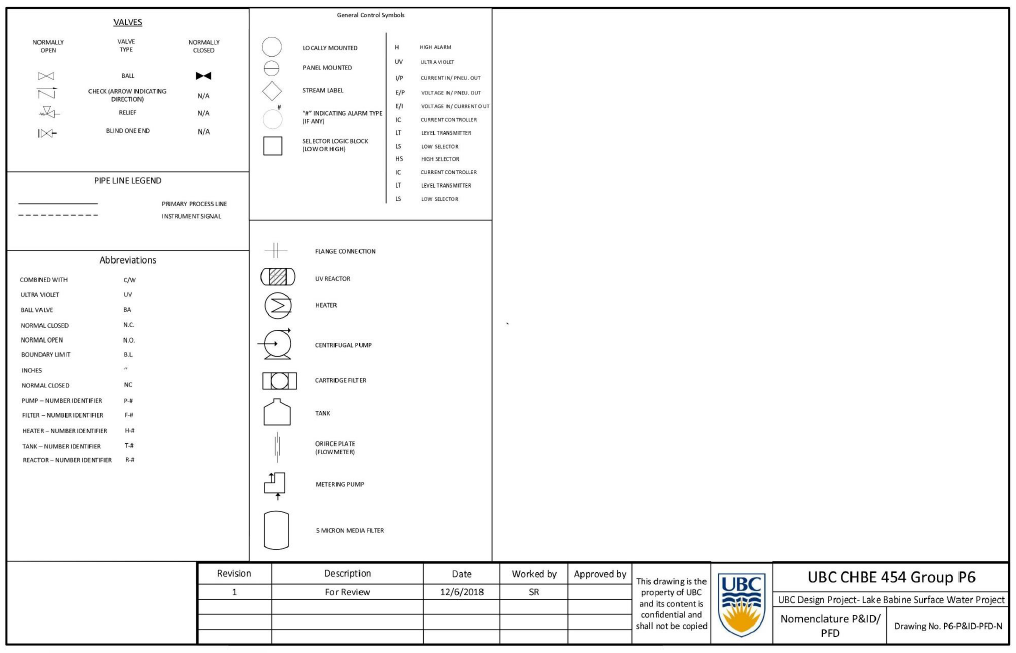 VALVES
NORMALLY OPEN
VALVE TYPE
NORMALLY CLOSED
BALL
CHECK (ARROW INDICATING DIRECTION)
N/A
RELIEF
N/A
BLIND ONE END
N/A
PIPE LINE LEGEND
PRIMARY PROCESS LINE
INSTRUMENT SIGNAL
Abbreviations
COMBINED WITH C/W
ULTRA VIOLET UV
BALL VALVE BA
NORMAL CLOSED N.C.
NORMAL OPEN N.O.
BOUNDARY LIMIT B.L
INCHES "
NORMAL CLOSED NC
PUMP – NUMBER IDENTIFIER P-#
FILTER – NUMBER IDENTIFIER F-#
HEATER – NUMBER IDENTIFIER H-#
TANK – NUMBER IDENTIFIER T-#
REACTOR – NUMBER IDENTIFIER R-#
General Control Symbols
LOCALLY MOUNTED
PANEL MOUNTED
STREAM LABEL
#
"#" INDICATING ALARM TYPE
(IF ANY)
SELECTOR LOGIC BLOCK
(LOW OR HIGH)
H HIGH ALARM
UV ULTRA VIOLET
I/P CURRENT IN/ PNEU. OUT
E/P VOLTAGE IN/ PNEU. OUT
E/I VOLTAGE IN/ CURRENT OUT
IC CURRENT CONTROLLER
LT LEVEL TRANSMITTER
LS LOW SELECTOR
HS HIGH SELECTOR
IC CURRENT CONTROLLER
LT LEVEL TRANSMITTER
LS LOW SELECTOR
FLANGE CONNECTION
UV REACTOR
HEATER
CENTRIFUGAL PUMP
CARTRIDGE FILTER
TANK
ORIFICE PLATE
(FLOWMETER)
METERING PUMP
5 MICRON MEDIA FILTER
Revision Description Date Worked by Approved by
1 For Review 12/6/2018 SR
This drawing is the
property of UBC
and its content is
confidential and
shall not be copied
UBC
UBC CHBE 454 Group P6
UBC Design Project- Lake Babine Surface Water Project
Nomenclature P&ID/
PFD
Drawing No. P6-P&ID-PFD-N